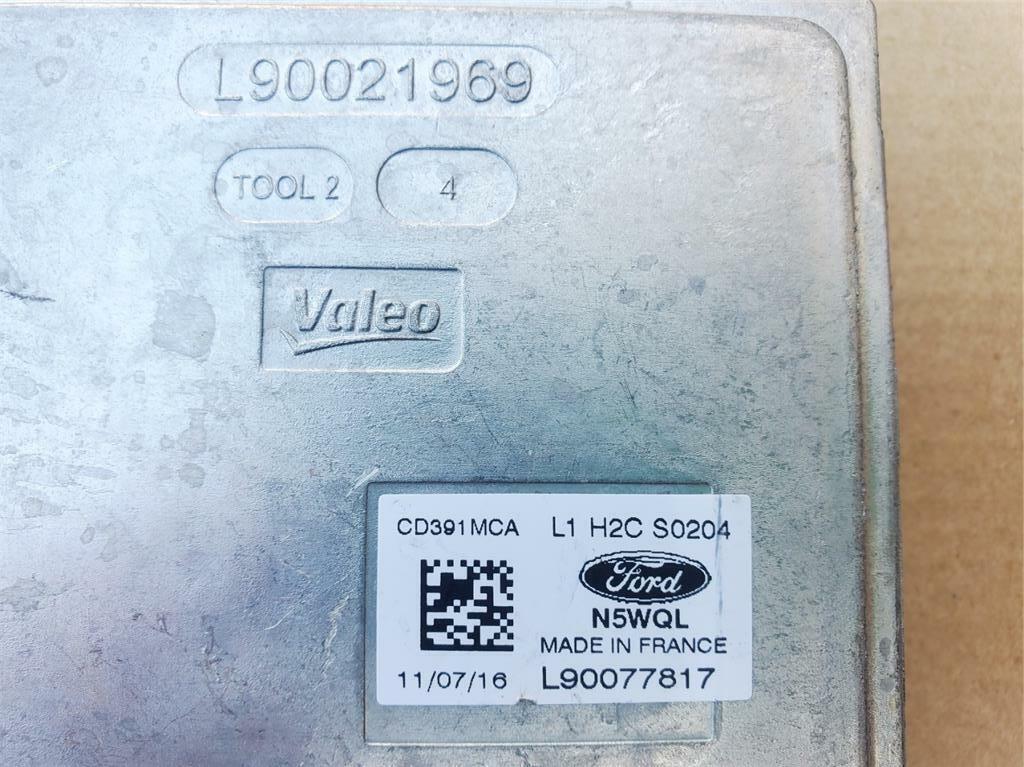 L90021969
TOOL 2 4
Valeo
CD391MCA L1 H2C S0204
Ford
N5WQL
MADE IN FRANCE
11/07/16 L90077817